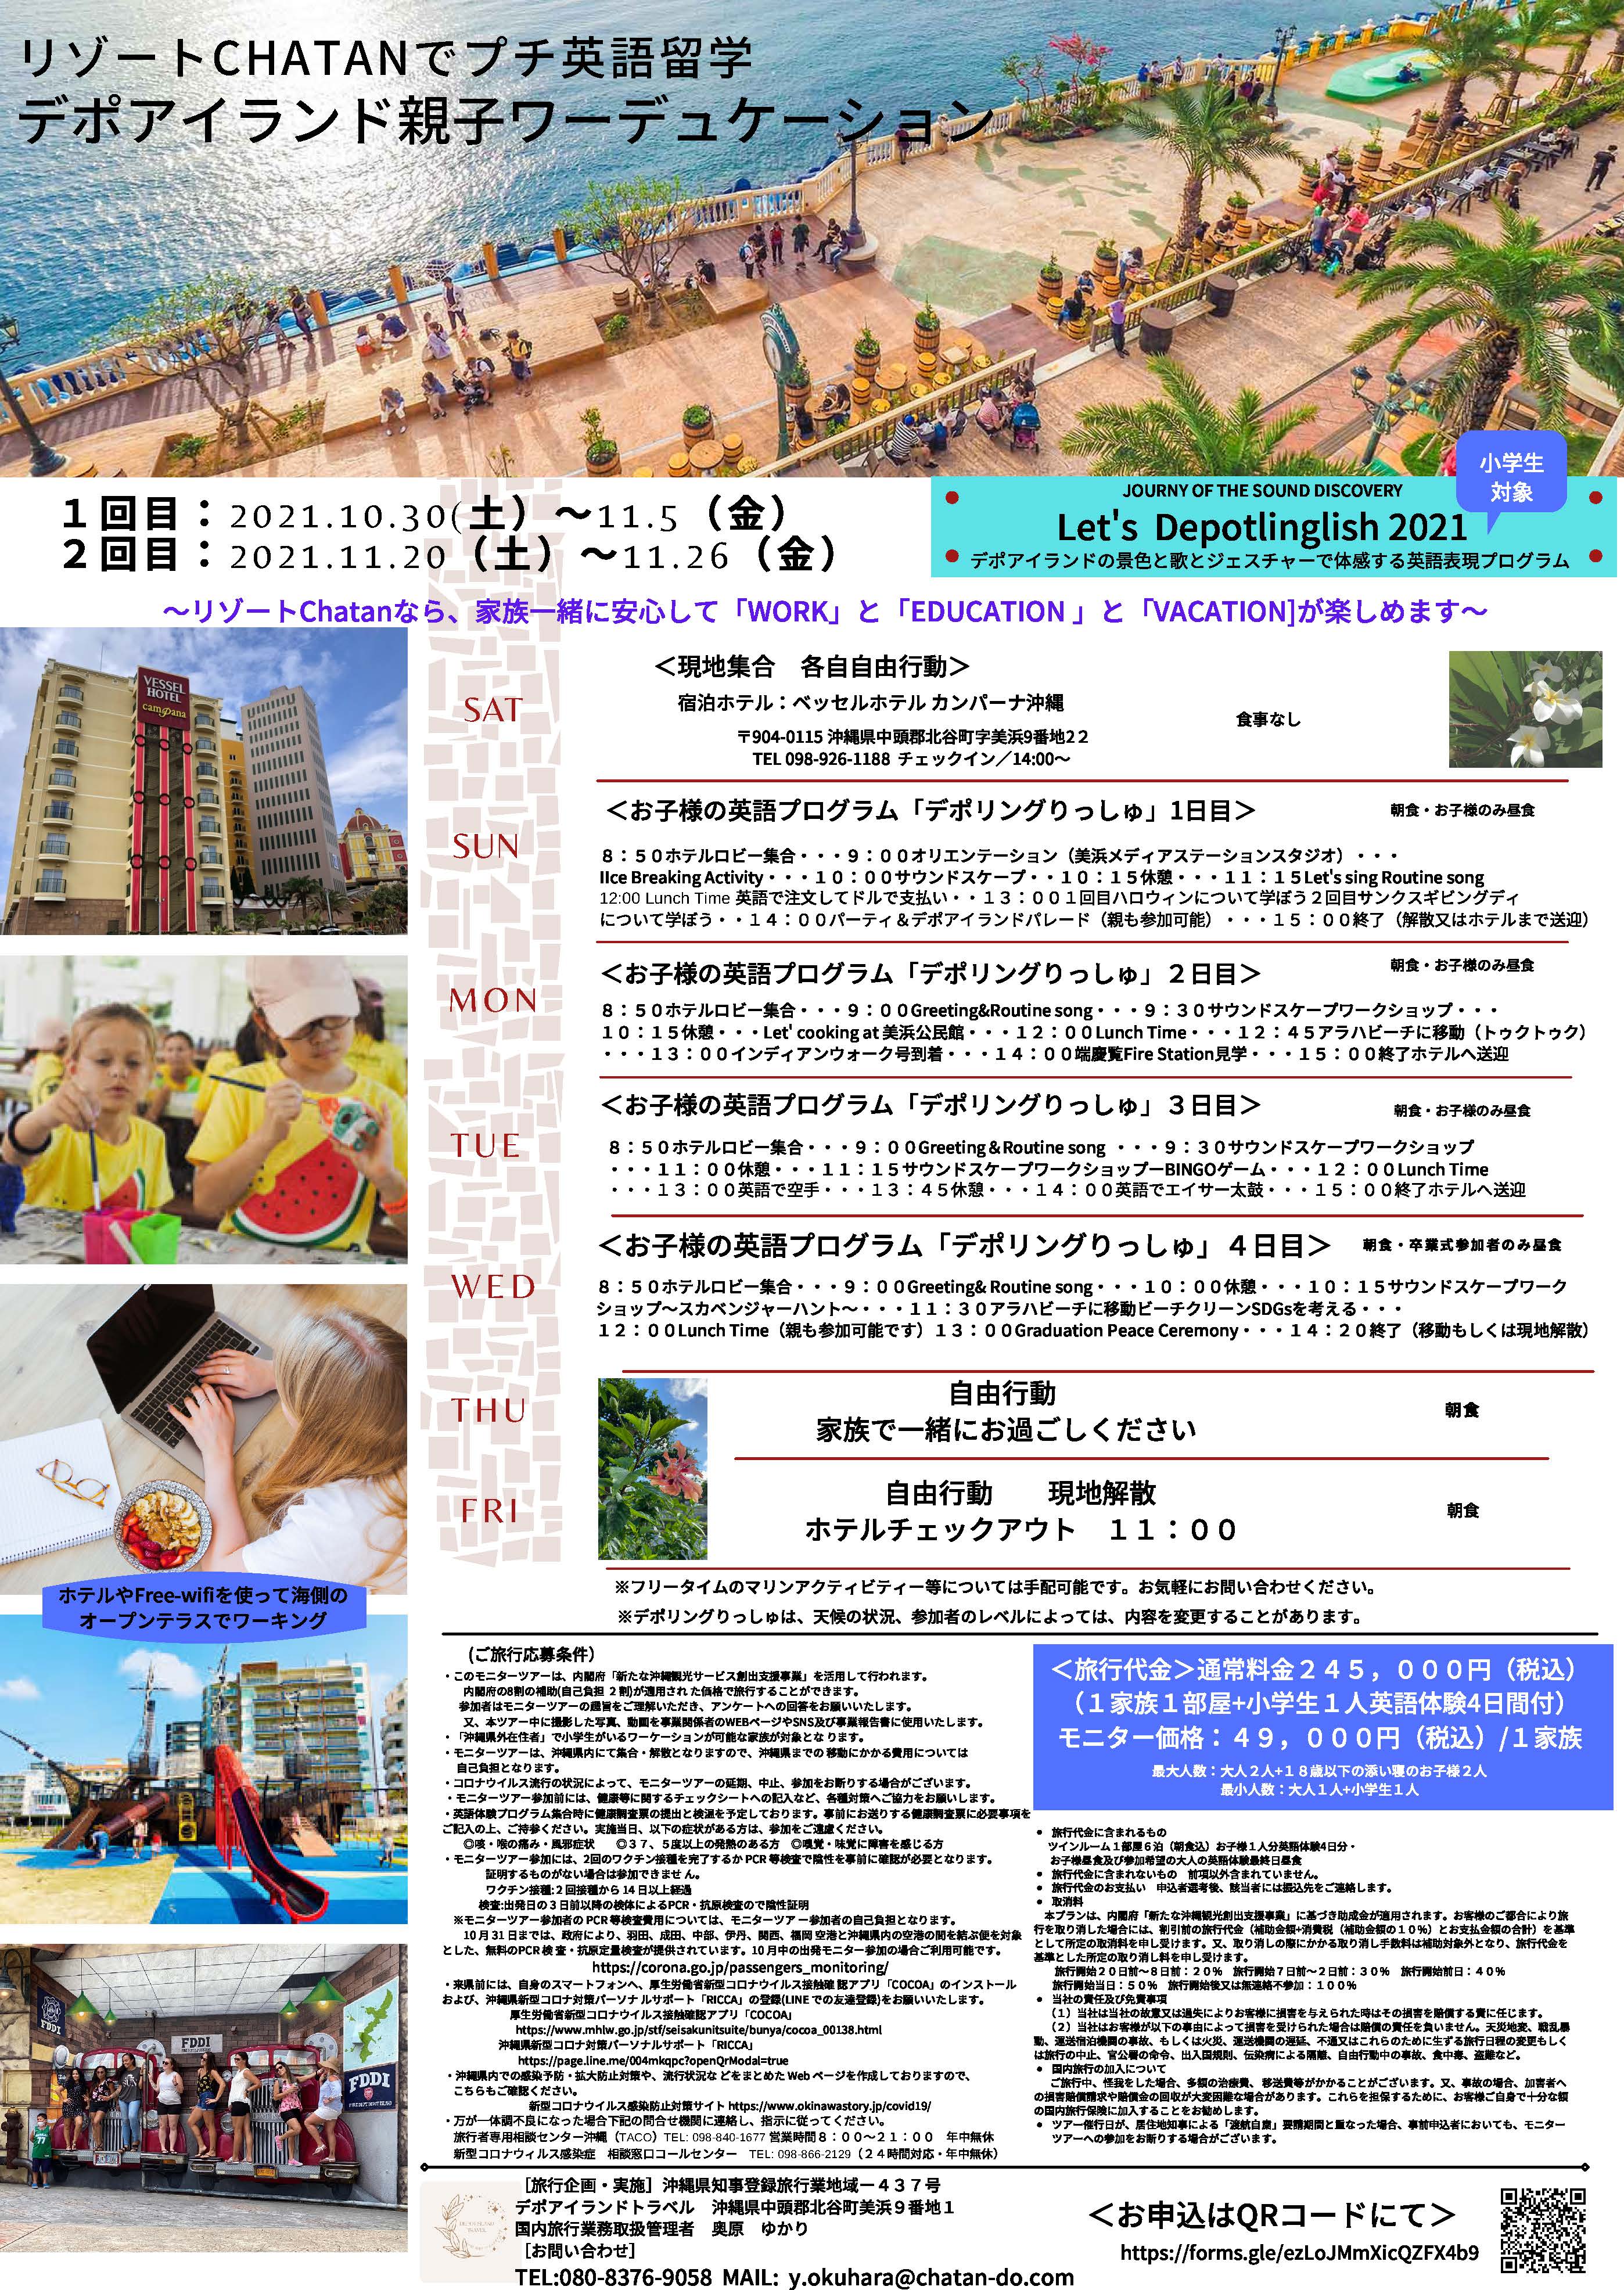 リゾートCHATANでプチ英語留学
デポアイランド親子ワーデュケーション
小学生
対象
1回目：2021.10.30(土）～11.5（金）
2回目：2021.11.20（土）～11.26（金）
JOURNY OF THE SOUND DISCOVERY
Let's Depotlinglish 2021
デポアイランドの景色と歌とジェスチャーで体感する英語表現プログラム
～リゾートChatanなら、家族一緒に安心して「WORK」と「EDUCATION 」と「VACATION]が楽しめます～
VESSEL
HOTEL
campana
SAT
＜現地集合　各自自由行動＞
宿泊ホテル：ベッセルホテル カンパーナ沖縄
食事なし
〒904-0115 沖縄県中頭郡北谷町字美浜9番地2２
TEL 098-926-1188 チェックイン／14:00～
SUN
＜お子様の英語プログラム「デポリングりっしゅ」1日目＞
朝食・お子様のみ昼食
８：５０ホテルロビー集合・・・９：００オリエンテーション（美浜メディアステーションスタジオ）・・・
IIce Breaking Activity・・・１０：００サウンドスケープ・・１０：１５休憩・・・１１：１５Let's sing Routine song
12:00 Lunch Time 英語で注文してドルで支払い・・１３：００１回目ハロウィンについて学ぼう２回目サンクスギビングディ
について学ぼう・・１４：００パーティ＆デポアイランドパレード（親も参加可能）・・・１５：００終了（解散又はホテルまで送迎）
MON
＜お子様の英語プログラム「デポリングりっしゅ」２日目＞
朝食・お子様のみ昼食
８：５０ホテルロビー集合・・・９：００Greeting&Routine song・・・９：３０サウンドスケープワークショップ・・・
１０：１５休憩・・・Let' cooking at 美浜公民館・・・１２：００Lunch Time・・・１２：４５アラハビーチに移動（トゥクトゥク）
・・・１３：００インディアンウォーク号到着・・・１４：００端慶覧Fire Station見学・・・１５：００終了ホテルへ送迎
TUE
＜お子様の英語プログラム「デポリングりっしゅ」３日目＞
朝食・お子様のみ昼食
８：５０ホテルロビー集合・・・９：００Greeting &Routine song ・・・９：３０サウンドスケープワークショップ
・・・１１：００休憩・・・１１：１５サウンドスケープワークショップーBINGOゲーム・・・１２：００Lunch Time
・・・１３：００英語で空手・・・１３：４５休憩・・・１４：００英語でエイサー太鼓・・・１５：００終了ホテルへ送迎
WED
＜お子様の英語プログラム「デポリングりっしゅ」４日目＞
朝食・卒業式参加者のみ昼食
８：５０ホテルロビー集合・・・９：００Greeting& Routine song・・・１０：００休憩・・・１０：１５サウンドスケープワーク
ショップ～スカベンジャーハント～・・・１１：３０アラハビーチに移動ビーチクリーンSDGsを考える・・・
１２：００Lunch Time（親も参加可能です）１３：００Graduation Peace Ceremony・・・１４：２０終了（移動もしくは現地解散）
THU
自由行動
家族で一緒にお過ごしください
朝食
FRI
自由行動　　現地解散
ホテルチェックアウト　１１：００
朝食
※フリータイムのマリンアクティビティー等については手配可能です。お気軽にお問い合わせください。
※デポリングりっしゅは、天候の状況、参加者のレベルによっては、内容を変更することがあります。
ホテルやFree-wifiを使って海側の
オープンテラスでワーキング
FDDI
FDDI
FDDI
(ご旅行応募条件）
・このモニターツアーは、内閣府「新たな沖縄観光サービス創出支援事業」を活用して行われます。
内閣府の8割の補助(自己負担 ２割)が適用された価格で旅行することができます。
参加者はモニターツアーの趣旨をご理解いただき、アンケートへの回答をお願いいたします。
又、本ツアー中に撮影した写真、動画を事業関係者のWEBページやSNS及び事業報告書に使用いたします。
・「沖縄県外在住者」で小学生がいるワーケーションが可能な家族が対象となります。
・モニターツアーは、沖縄県内にて集合・解散となりますので、沖縄県までの移動にかかる費用については
自己負担となります。
・コロナウイルス流行の状況によって、モニターツアーの延期、中止、参加をお断りする場合がございます。
・モニターツアー参加前には、健康等に関するチェックシートへの記入など、各種対策へご協力をお願いします。
・英語体験プログラム集合時に健康調査票の提出と検温を予定しております。事前にお送りする健康調査票に必要事項を
ご記入の上、ご持参ください。実施当日、以下の症状がある方は、参加をご遠慮ください。
◎咳・喉の痛み・風邪症状　　◎３７、５度以上の発熱のある方　◎嗅覚・味覚に障害を感じる方
・モニターツアー参加には、2回のワクチン接種を完了するか PCR 等検査で陰性を事前に確認が必要となります。
証明するものがない場合は参加できません。
ワクチン接種:2 回接種から 14 日以上経過
検査:出発日の 3 日前以降の検体によるPCR・抗原検査ので陰性証明
※モニターツアー参加者の PCR 等検査費用については、モニターツアー参加者の自己負担となります。
10 月 31 日までは、政府により、羽田、成田、中部、伊丹、関西、福岡 空港と沖縄県内の空港の間を結ぶ便を対象
とした、無料のPCR 検査・抗原定量検査が提供されています。10 月中の出発モニター参加の場合ご利用可能です。
https://corona.go.jp/passengers_monitoring/
・来県前には、自身のスマートフォンへ、厚生労働省新型コロナウイルス接触確認アプリ「COCOA」のインストール
および、沖縄県新型コロナ対策パーソナルサポート「RICCA」の登録(LINE での友達登録)をお願いいたします。
厚生労働省新型コロナウイルス接触確認アプリ「COCOA」
https://www.mhlw.go.jp/stf/seisakunitsuite/bunya/cocoa_00138.html
沖縄県新型コロナ対策パーソナルサポート「RICCA」
https://page.line.me/004mkqpc?openQrModal=true
・沖縄県内での感染予防・拡大防止対策や、流行状況などをまとめた Web ページを作成しておりますので、
こちらもご確認ください。
新型コロナウイルス感染症防止対策サイト https://www.okinawastory.jp/covid19/
・万が一体調不良になった場合下記の問合せ機関に連絡し、指示に従ってください。
旅行者専用相談センター沖縄（TACO）TEL: 098-840-1677 営業時間８：００～２１：００　年中無休
新型コロナウィルス感染症　相談窓口コールセンター　TEL: 098-866-2129（２４時間対応・年中無休）
＜旅行代金＞通常料金２４５，０００円（税込）
（１家族１部屋+小学生１人英語体験4日間付）
モニター価格：４９，０００円（税込）/１家族
最大人数：大人２人+１８歳以下の添い寝のお子様２人
最小人数：大人１人+小学生１人
● 旅行代金に含まれるもの
ツインルーム１部屋６泊（朝食込）お子様１人分英語体験4日分・
お子様昼食及び参加希望の大人の英語体験最終日昼食
● 旅行代金に含まれないもの　前項以外含まれていません。
● 旅行代金のお支払い　申込者選考後、該当者には振込先をご連絡します。
● 取消料
本プランは、内閣府「新たな沖縄観光創出支援事業」に基づき助成金が適用されます。お客様のご都合により旅
行を取り消した場合には、割引前の旅行代金（補助金額+消費税（補助金額の１０％）とお支払金額の合計）を基準
として所定の取消料を申し受けます。又、取り消しの際にかかる取り消し手数料は補助対象外となり、旅行代金を
基準とした所定の取り消し料を申し受けます。
旅行開始２０日前～８日前：２０％　旅行開始７日前～２日前：３０％　旅行開始前日：４０％
旅行開始当日：５０％　旅行開始後又は無連絡不参加：１００％
● 当社の責任及び免責事項
（１）当社は当社の故意又は過失によりお客様に損害を与えられた時はその損害を賠償する責に任じます。
（２）当社はお客様が以下の事由によって損害を負られた場合は賠償の責任を負いません。天災地変、戦乱暴
動、運送宿泊機関の事故、もしくは火災、運送機関の遅延、不通又はこれらのために生ずる旅行日程の変更もしく
は旅行の中止、官公署の命令、出入国規則、伝染病による隔離、自由行動中の事故、食中毒、盗難など。
● 国内旅行の加入について
ご旅行中、怪我をした場合、多額の治療費、移送費等がかかることがございます。又、事故の場合、加害者へ
の損害賠償請求や賠償金の回収が大変困難な場合があります。これらを担保するために、お客様ご自身で十分な額
の国内旅行保険に加入することをお勧めします。
● ツアー催行日が、居住地知事による「渡航自粛」要請期間と重なった場合、事前申込者においても、モニター
ツアーへの参加をお断りする場合がございます。
［旅行企画・実施］沖縄県知事登録旅行業地域ー４３７号
デポアイランドトラベル　沖縄県中頭郡北谷町美浜９番地１
国内旅行業務取扱管理者　奥原　ゆかり
［お問い合わせ］
TEL:080-8376-9058 MAIL: y.okuhara@chatan-do.com
＜お申込はQRコードにて＞
https://forms.gle/ezLoJMmXicQZFX4b9